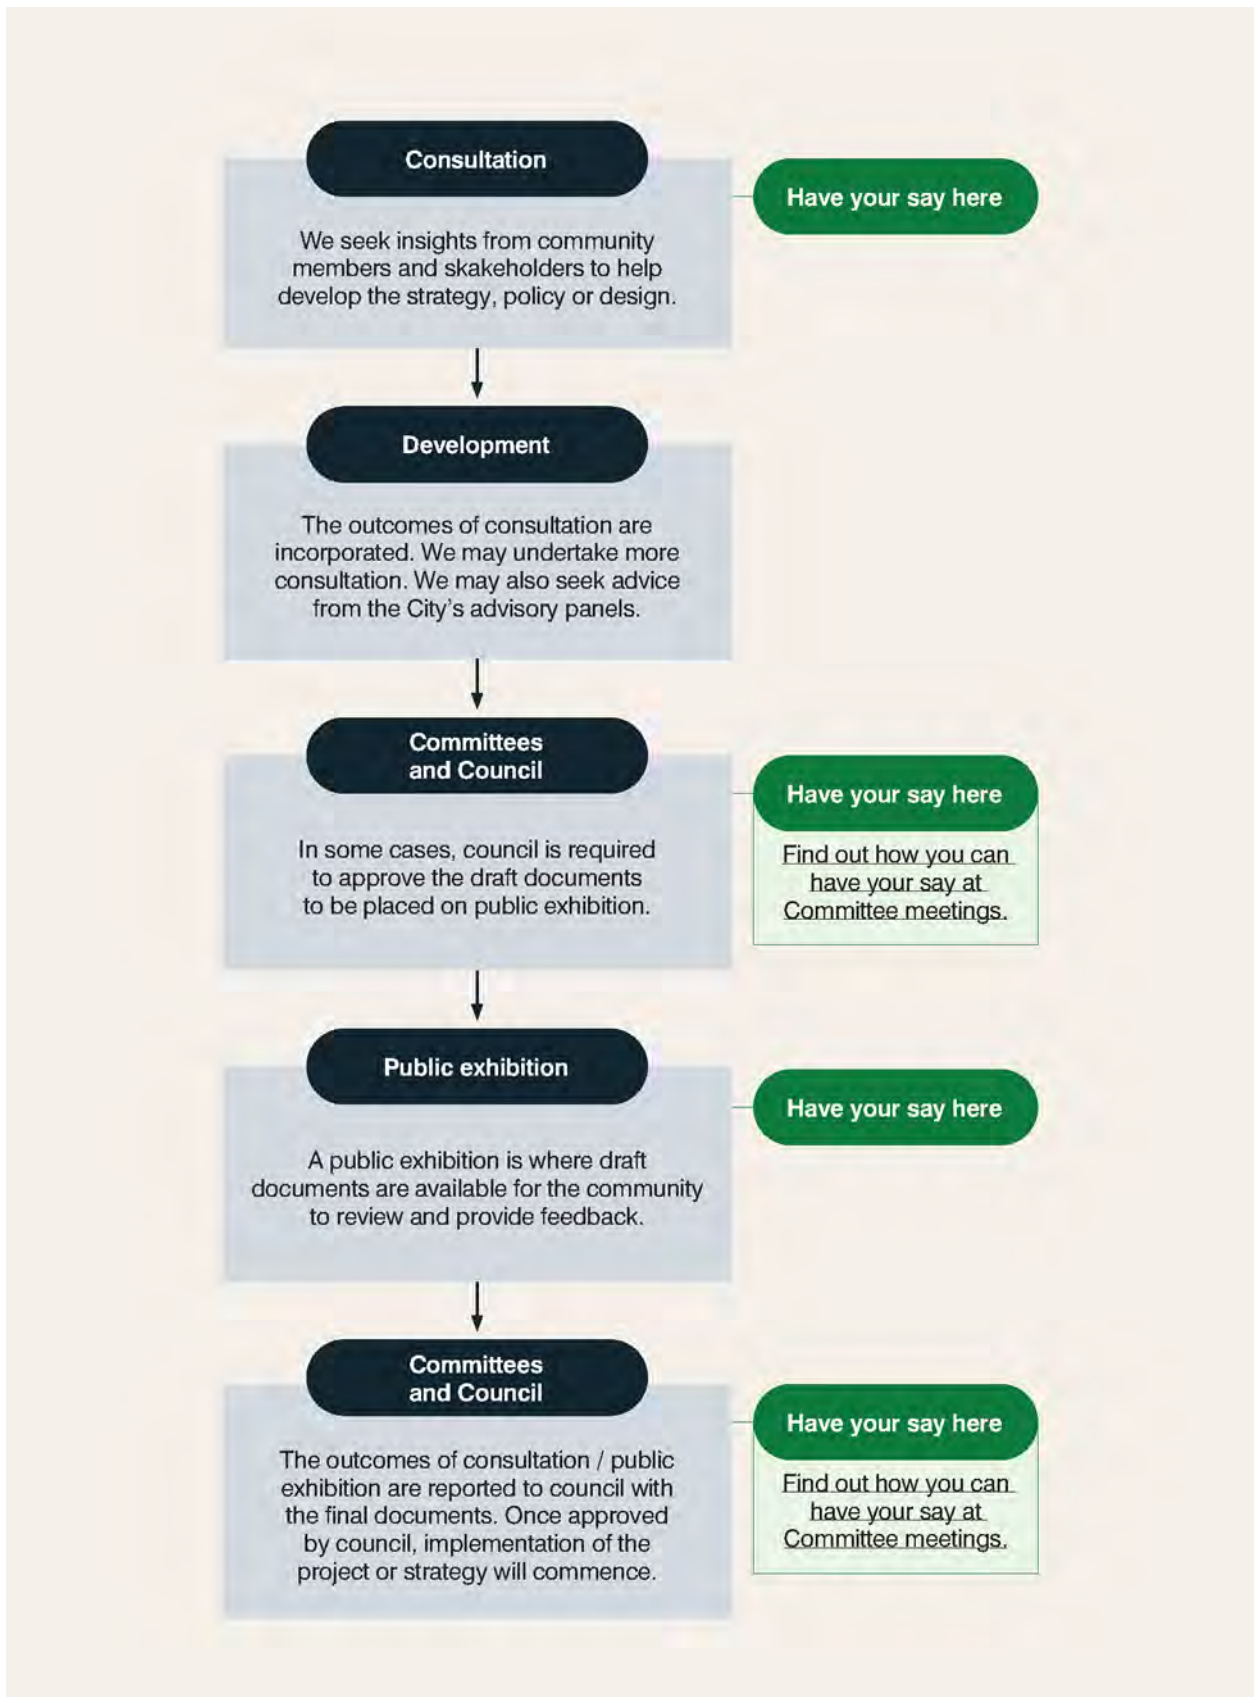 Consultation
Have your say here
We seek insights from community
members and skakeholders to help
develop the strategy, policy or design.
Development
The outcomes of consultation are
incorporated. We may undertake more
consultation. We may also seek advice
from the City's advisory panels.
Committees
and Council
Have your say here
In some cases, council is required
to approve the draft documents
to be placed on public exhibition.
Find out how you can
have your say at
Committee meetings.
Public exhibition
Have your say here
A public exhibition is where draft
documents are available for the community
to review and provide feedback.
Committees
and Council
Have your say here
The outcomes of consultation / public
exhibition are reported to council with
the final documents. Once approved
by council, implementation of the
project or strategy will commence.
Find out how you can
have your say at
Committee meetings.